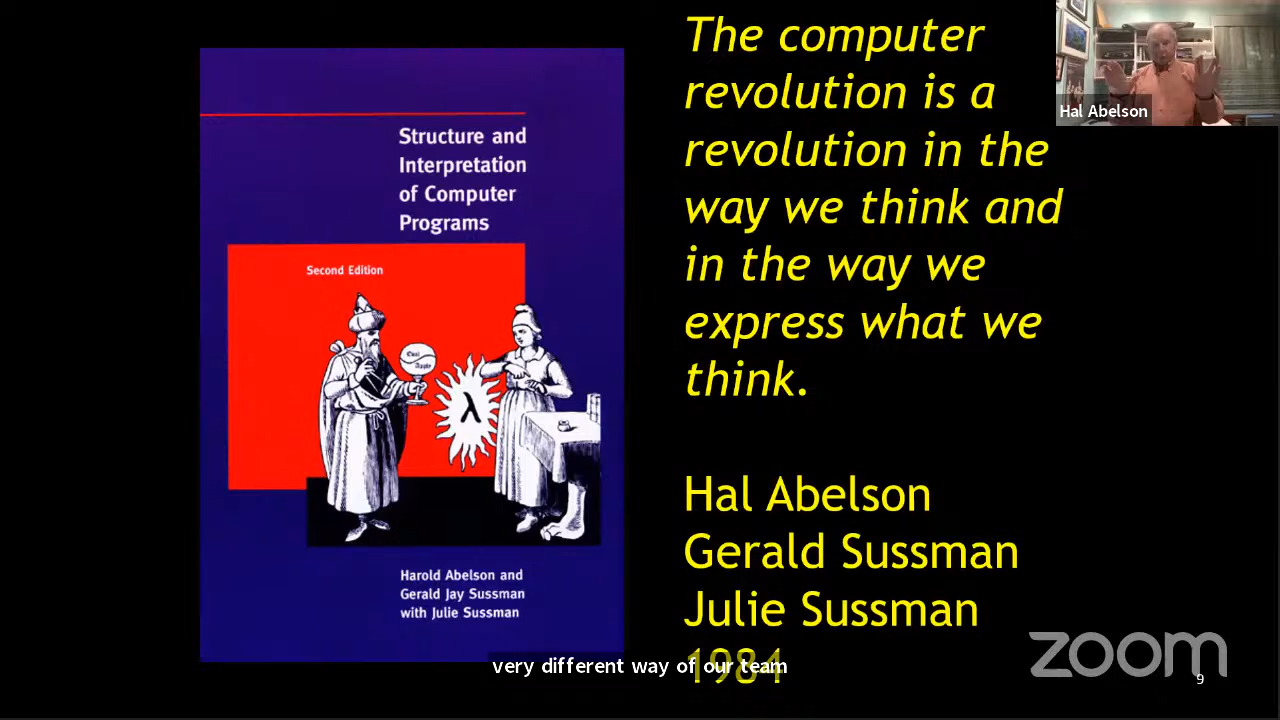 Structure and
Interpretation
of Computer
Programs
Second Edition
λ
Harold Abelson and
Gerald Jay Sussman
with Julie Sussman
The computer
revolution is a
revolution in the
way we think and
in the way we
express what we
think.
Hal Abelson
Gerald Sussman
Julie Sussman
1984
Hal Abelson
very different way of our team
zoom
9